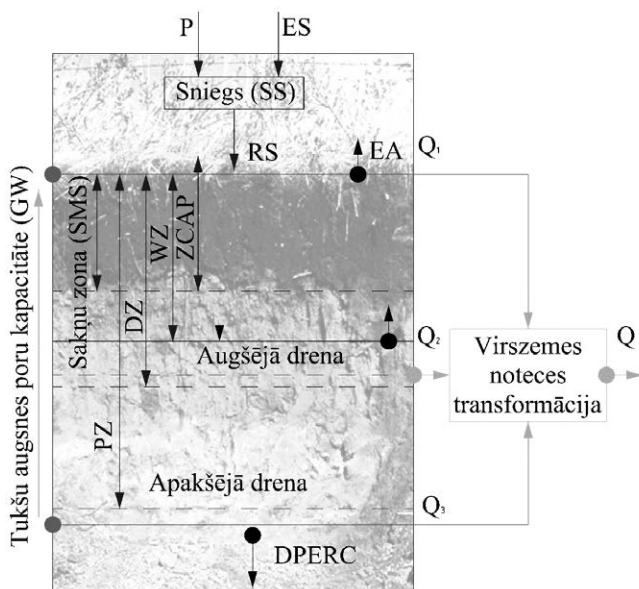 P
ES
Sniegs (SS)
RS
EA
Q₁
Tukšu augsnes poru kapacitāte (GW)
Sakņu zona (SMS)
PZ
DZ
WZ
ZCAP
Augšējā drena
Q₂
Virszemes
noteces
transformācija
Q
Apakšējā drena
Q₃
DPERC